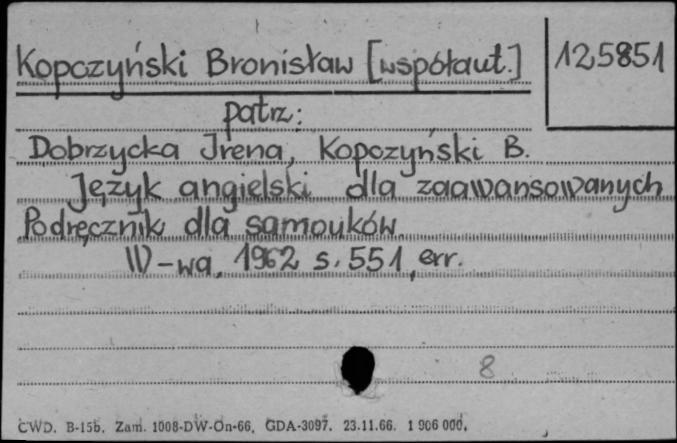 Kopczyński Bronisław [współaut.]
125851
patrz:
Dobrzycka Irena, Kopczyński B.
Język angielski dla zaawansowanych
Podręcznik dla samouków.
W-wa, 1962 s. 551, err.
8
CWD. B-15b. Zam. 1008-DW-On-66. GDA-3097. 23.11.66. 1 906 000.